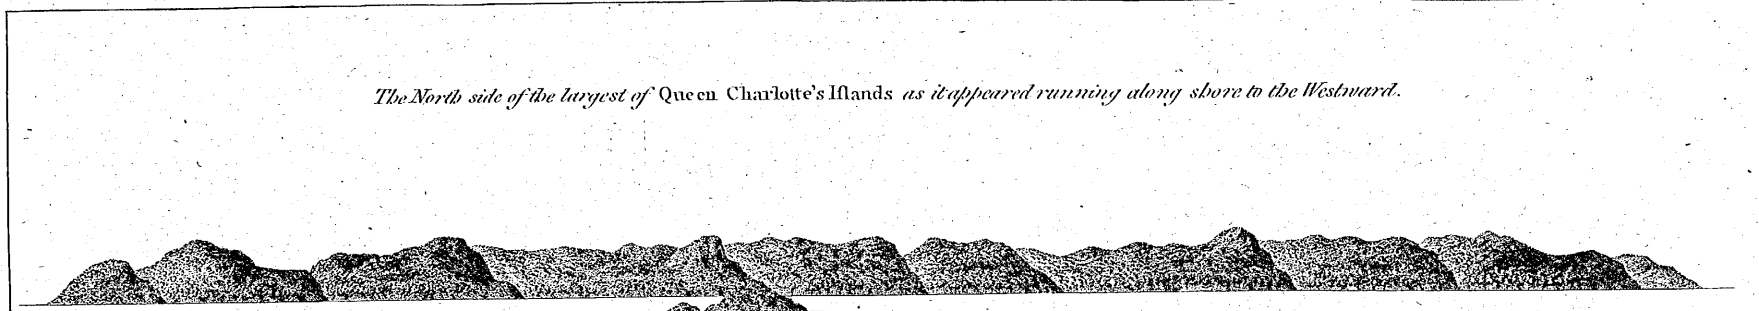 The North side of the largest of Queen Charlotte's Iſlands as it appeared running along shore to the Westward.